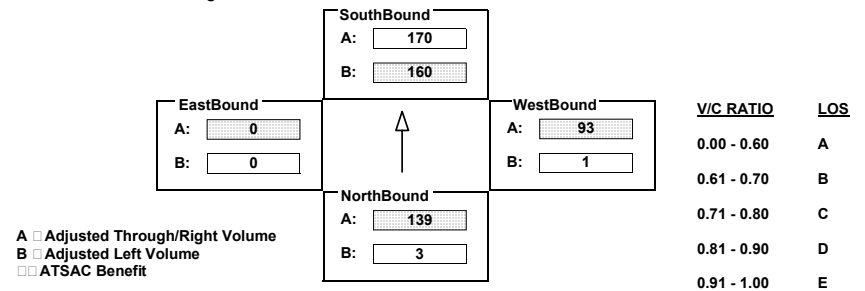 SouthBound
A: 170
B: 160
EastBound
A: 0
B: 0
WestBound
A: 93
B: 1
NorthBound
A: 139
B: 3
A □ Adjusted Through/Right Volume
B □ Adjusted Left Volume
□□ ATSAC Benefit
V/C RATIO LOS
0.00 - 0.60 A
0.61 - 0.70 B
0.71 - 0.80 C
0.81 - 0.90 D
0.91 - 1.00 E